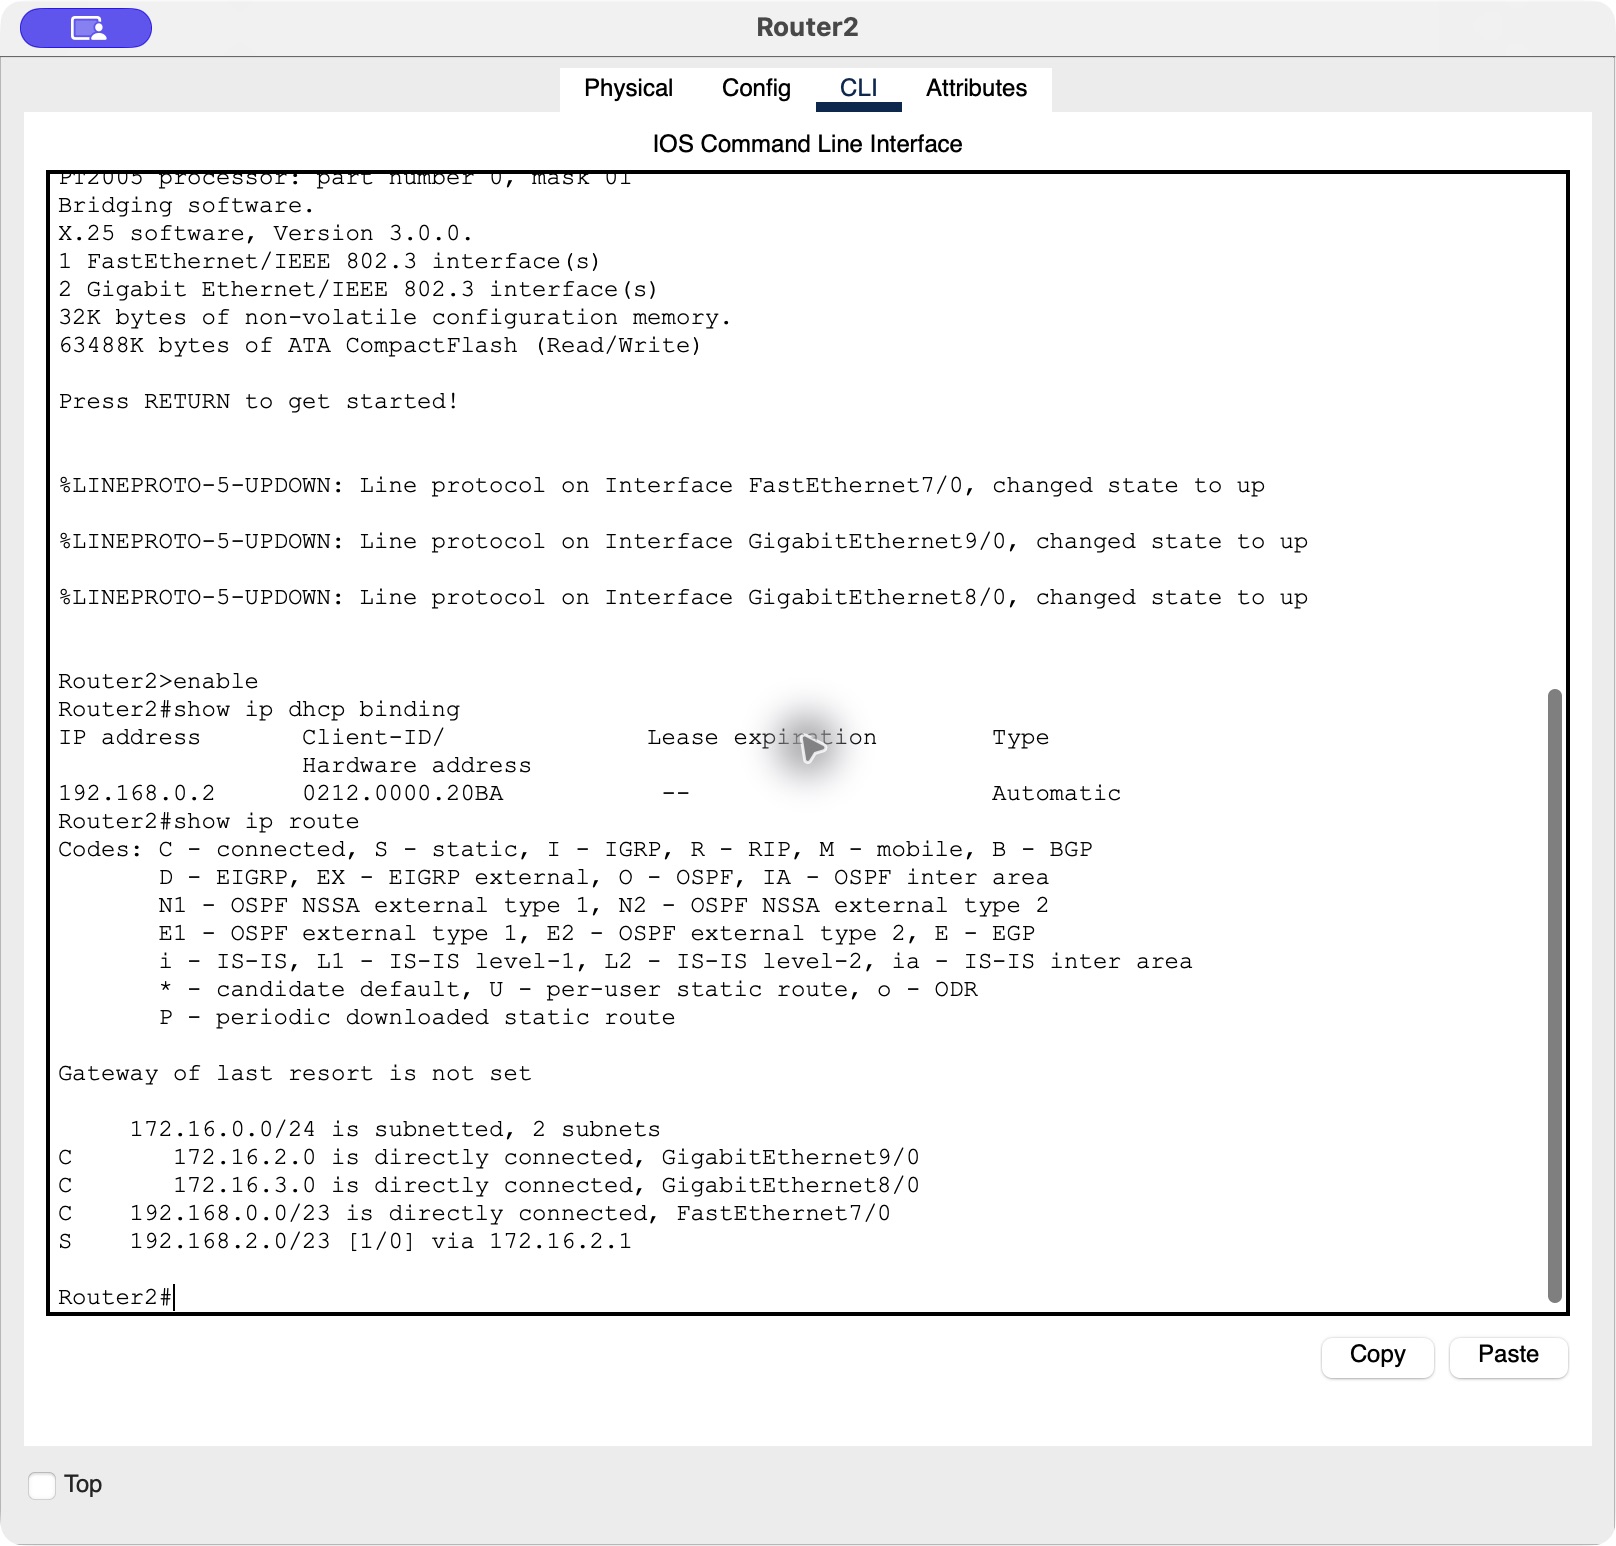 Router2
Physical Config CLI Attributes
IOS Command Line Interface
PT2005 processor: part number 0, mask 01
Bridging software.
X.25 software, Version 3.0.0.
1 FastEthernet/IEEE 802.3 interface(s)
2 Gigabit Ethernet/IEEE 802.3 interface(s)
32K bytes of non-volatile configuration memory.
63488K bytes of ATA CompactFlash (Read/Write)
Press RETURN to get started!
%LINEPROTO-5-UPDOWN: Line protocol on Interface FastEthernet7/0, changed state to up
%LINEPROTO-5-UPDOWN: Line protocol on Interface GigabitEthernet9/0, changed state to up
%LINEPROTO-5-UPDOWN: Line protocol on Interface GigabitEthernet8/0, changed state to up
Router2>enable
Router2#show ip dhcp binding
IP address Client-ID/ Lease expiration Type
Hardware address
192.168.0.2 0212.0000.20BA -- Automatic
Router2#show ip route
Codes: C - connected, S - static, I - IGRP, R - RIP, M - mobile, B - BGP
D - EIGRP, EX - EIGRP external, O - OSPF, IA - OSPF inter area
N1 - OSPF NSSA external type 1, N2 - OSPF NSSA external type 2
E1 - OSPF external type 1, E2 - OSPF external type 2, E - EGP
i - IS-IS, L1 - IS-IS level-1, L2 - IS-IS level-2, ia - IS-IS inter area
* - candidate default, U - per-user static route, o - ODR
P - periodic downloaded static route
Gateway of last resort is not set
172.16.0.0/24 is subnetted, 2 subnets
C 172.16.2.0 is directly connected, GigabitEthernet9/0
C 172.16.3.0 is directly connected, GigabitEthernet8/0
C 192.168.0.0/23 is directly connected, FastEthernet7/0
S 192.168.2.0/23 [1/0] via 172.16.2.1
Router2#
Copy Paste
Top